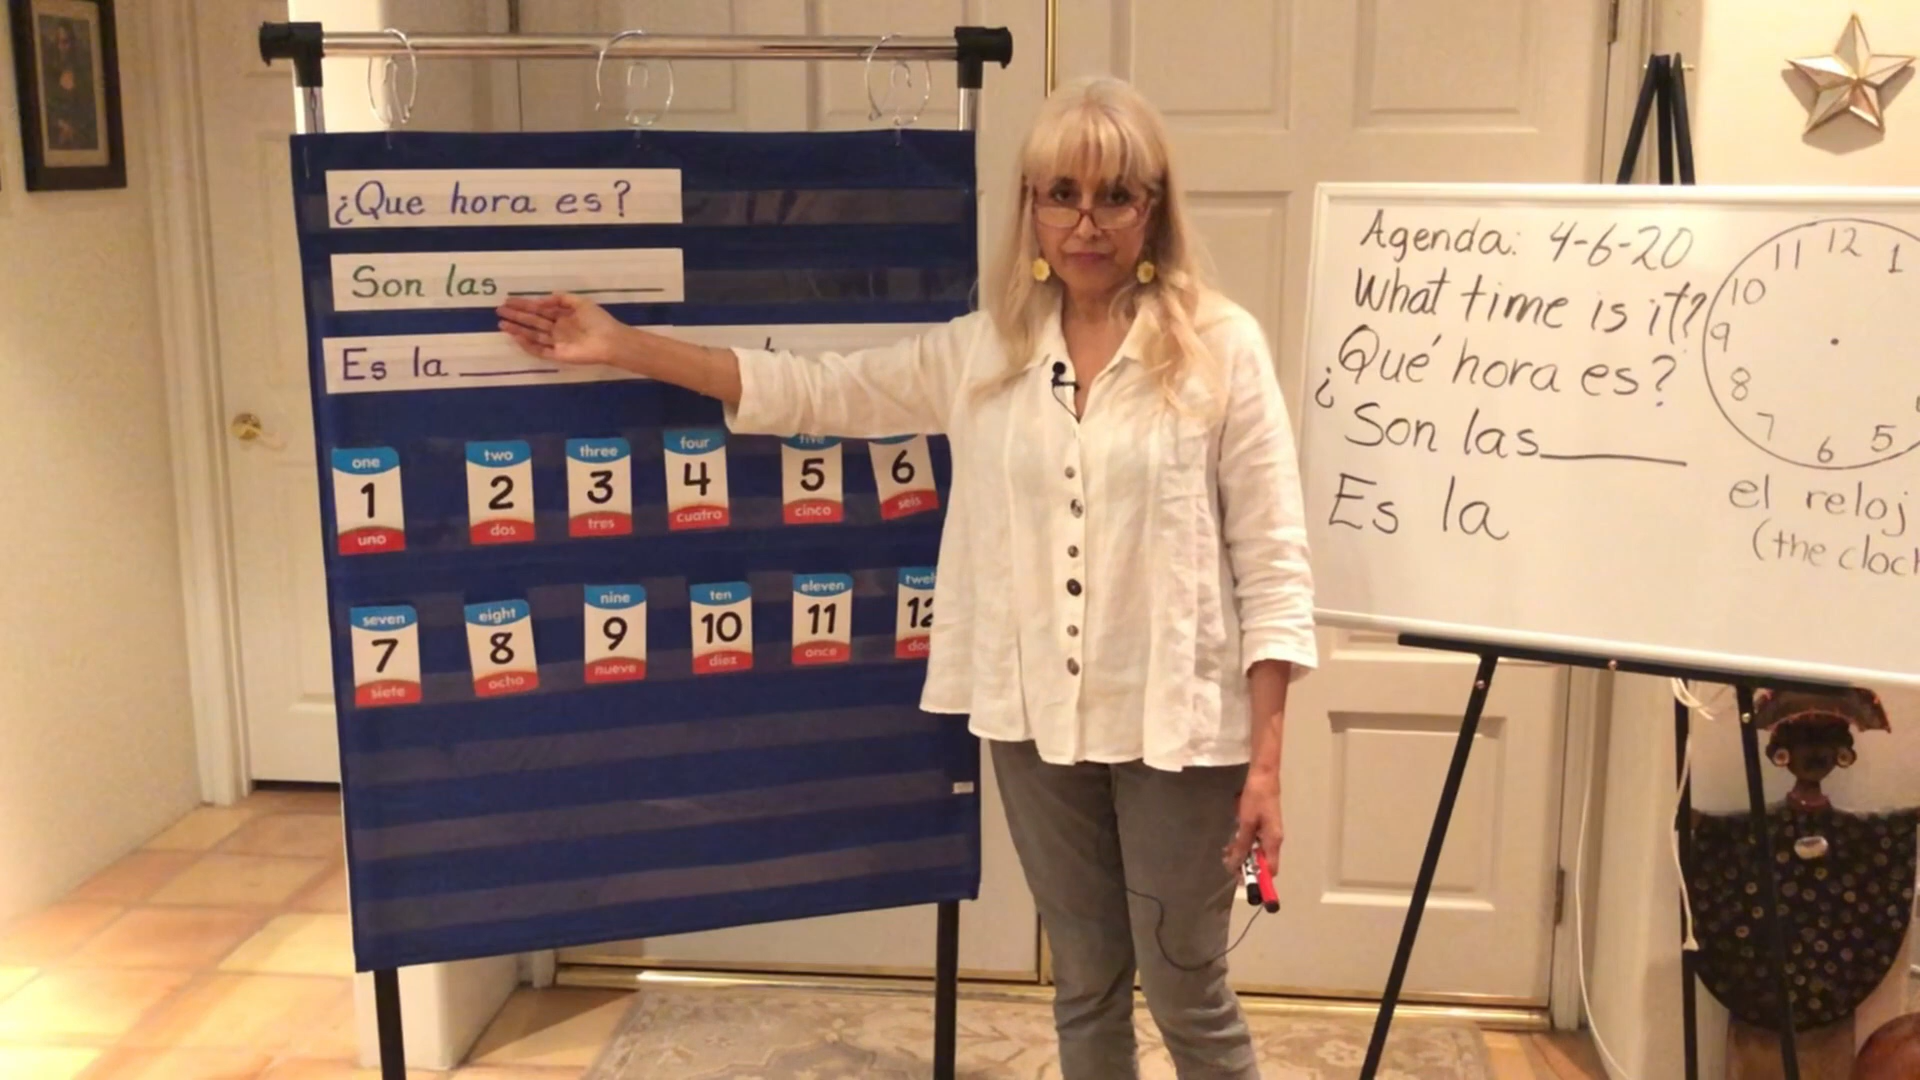 ¿Que hora es?
Son las
Es la
one
1
uno
two
2
dos
three
3
tres
four
4
cuatro
five
5
cinco
6
seis
seven
7
siete
eight
8
ocho
nine
9
nueve
ten
10
diez
eleven
11
once
12
Agenda: 4-6-20
What time is it?
¿Qué hora es?
Son las
Es la
12
11
1
10
9
8
7
6
5
el reloj
(the cloc